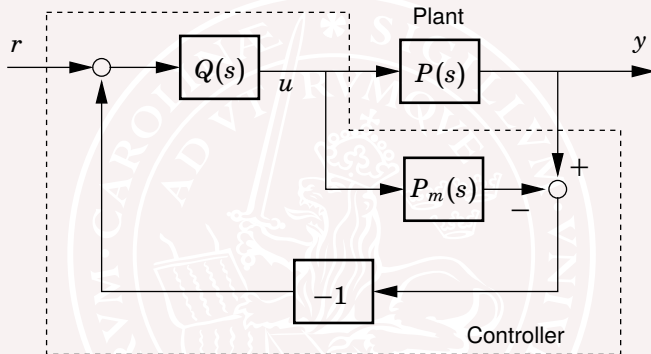 Plant
r
Q(s)
u
P(s)
y
P_m(s)
+
−
−1
Controller